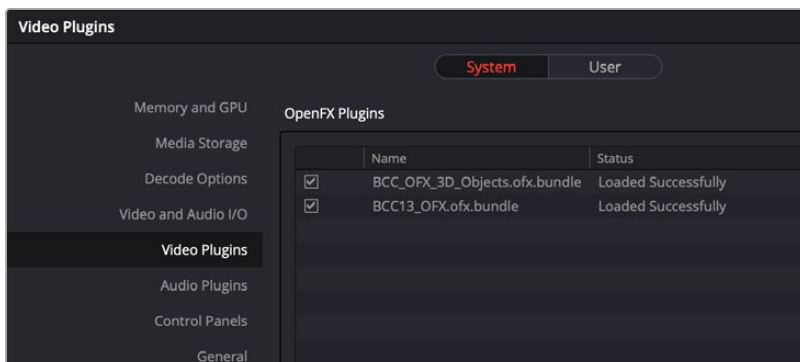 Video Plugins
System User
Memory and GPU
Media Storage
Decode Options
Video and Audio I/O
Video Plugins
Audio Plugins
Control Panels
General
OpenFX Plugins
Name Status
BCC_OFX_3D_Objects.ofx.bundle Loaded Successfully
BCC13_OFX.ofx.bundle Loaded Successfully